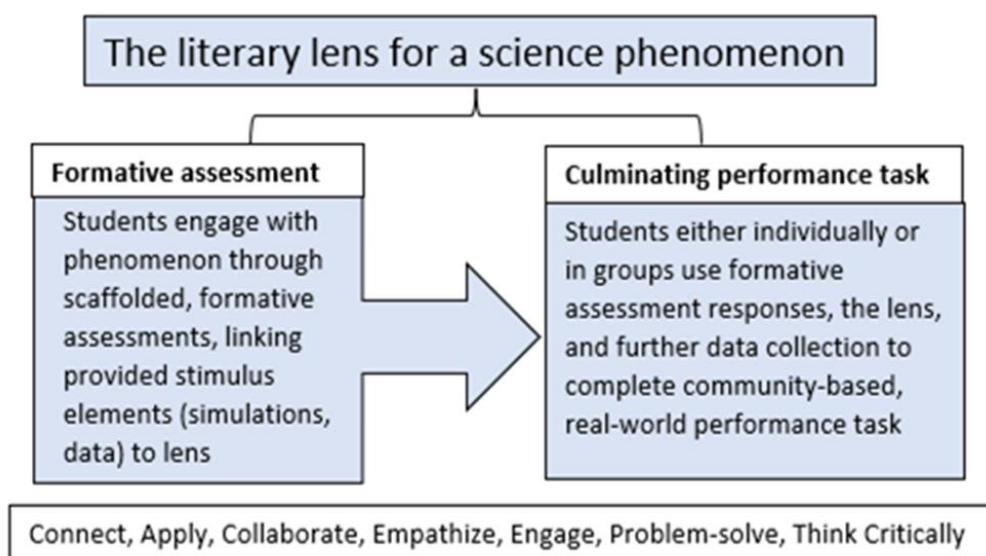 The literary lens for a science phenomenon
Formative assessment
Students engage with
phenomenon through
scaffolded, formative
assessments, linking
provided stimulus
elements (simulations,
data) to lens
Culminating performance task
Students either individually or
in groups use formative
assessment responses, the lens,
and further data collection to
complete community-based,
real-world performance task
Connect, Apply, Collaborate, Empathize, Engage, Problem-solve, Think Critically